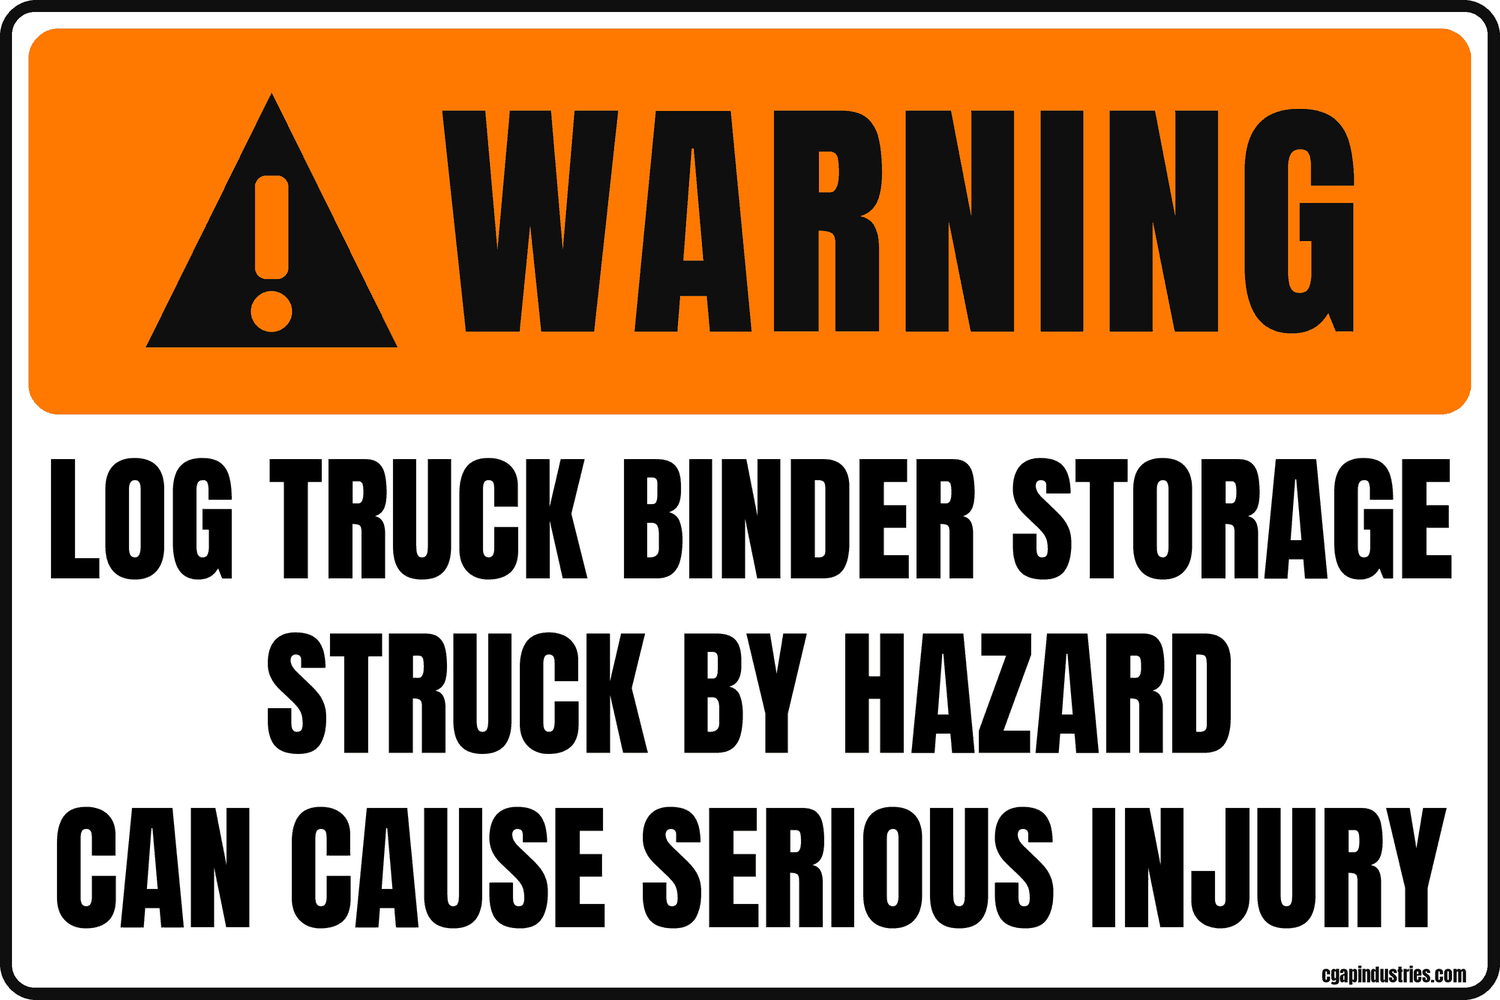 WARNING
LOG TRUCK BINDER STORAGE
STRUCK BY HAZARD
CAN CAUSE SERIOUS INJURY
cgapindustries.com